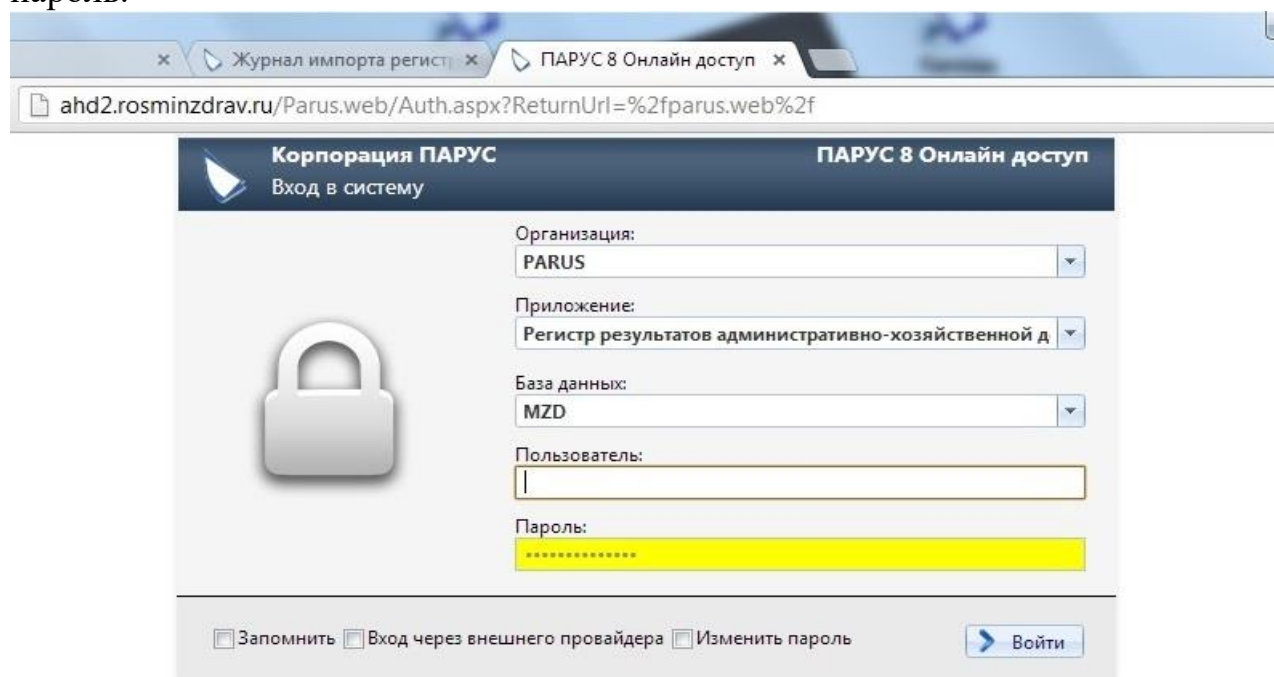 пароль.
Журнал импорта регист
ПАРУС 8 Онлайн доступ
ahd2.rosminzdrav.ru/Parus.web/Auth.aspx?ReturnUrl=%2fparus.web%2f
Корпорация ПАРУС
ПАРУС 8 Онлайн доступ
Вход в систему
Организация:
PARUS
Приложение:
Регистр результатов административно-хозяйственной д
База данных:
MZD
Пользователь:
Пароль:
••••••••••••••
Запомнить Вход через внешнего провайдера Изменить пароль
Войти